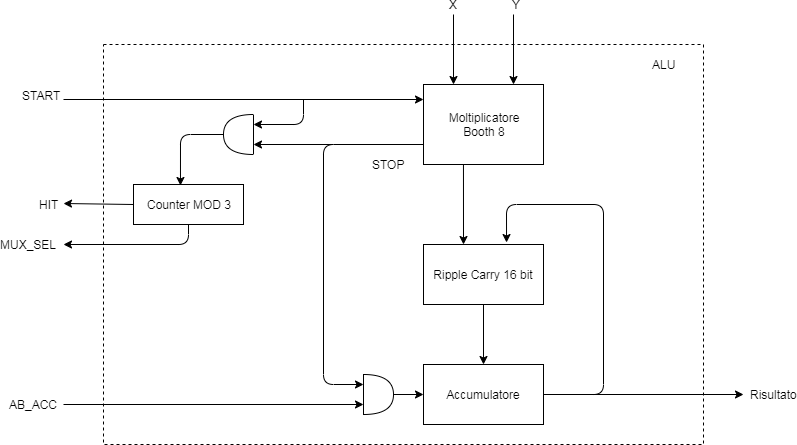 X
Y
ALU
START
Moltiplicatore
Booth 8
STOP
HIT
Counter MOD 3
MUX_SEL
Ripple Carry 16 bit
AB_ACC
Accumulatore
Risultato